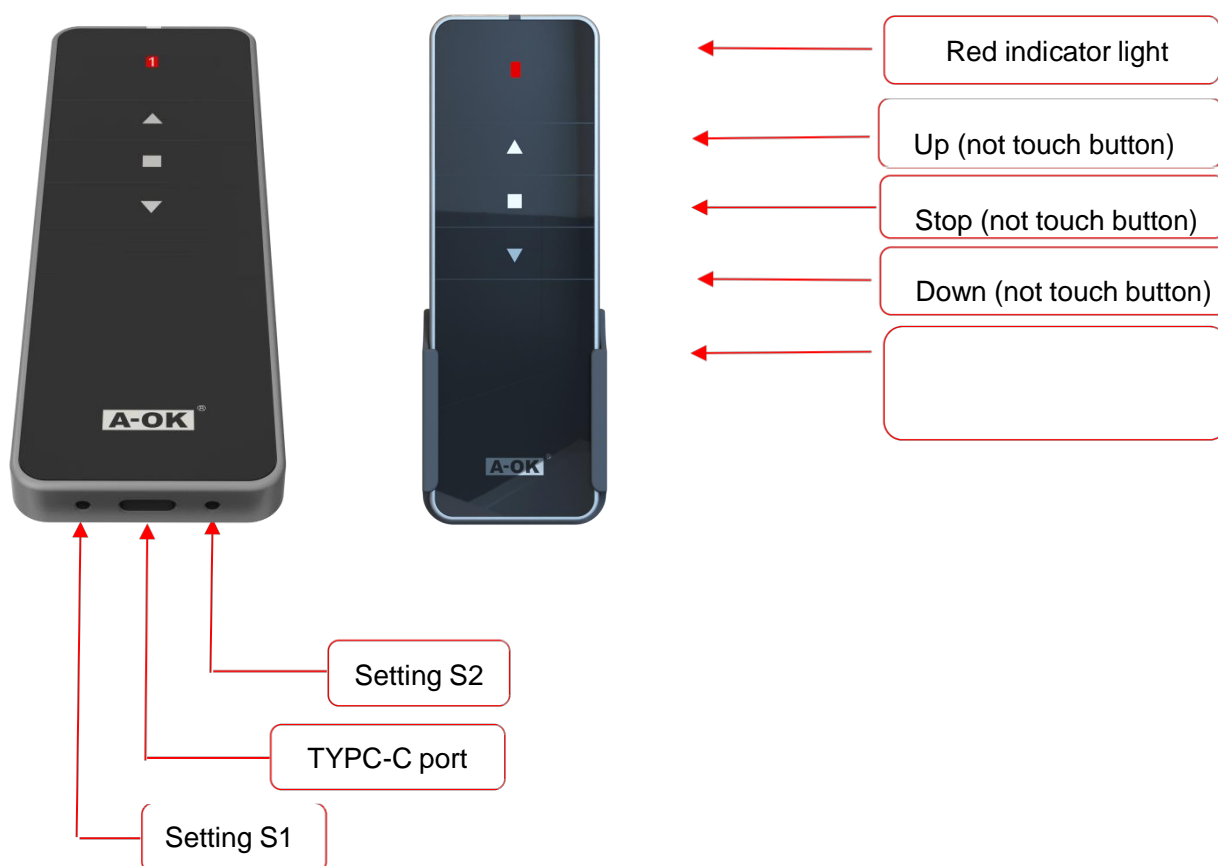 1
A-OK®
A-OK®
Red indicator light
Up (not touch button)
Stop (not touch button)
Down (not touch button)
Setting S2
TYPC-C port
Setting S1